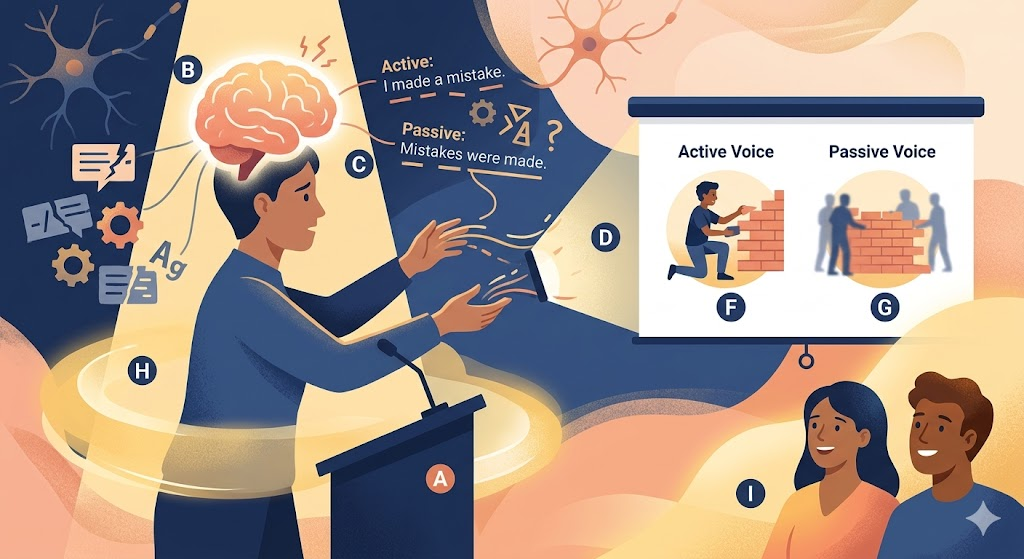 B
Active:
I made a mistake.
Passive:
Mistakes were made.
?
C
Ag
D
Active Voice
Passive Voice
F
G
H
A
I